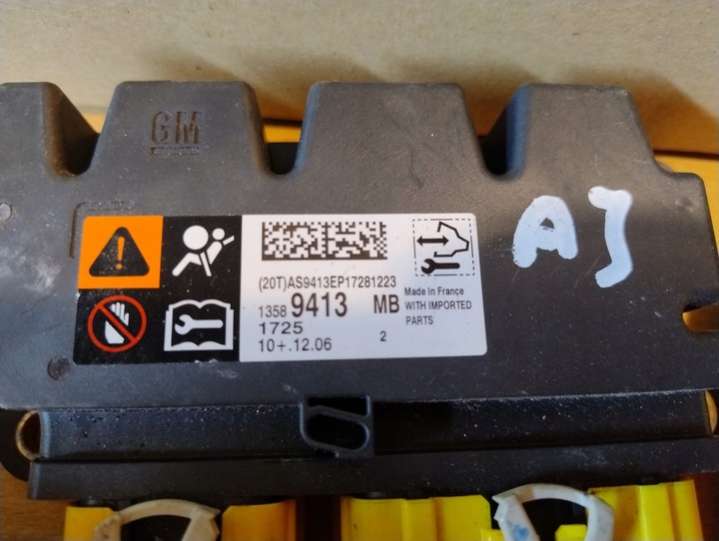 GM
(20T)AS9413EP17281223
1358 9413 MB
1725
10+.12.06 2
Made In France
WITH IMPORTED
PARTS
AJ